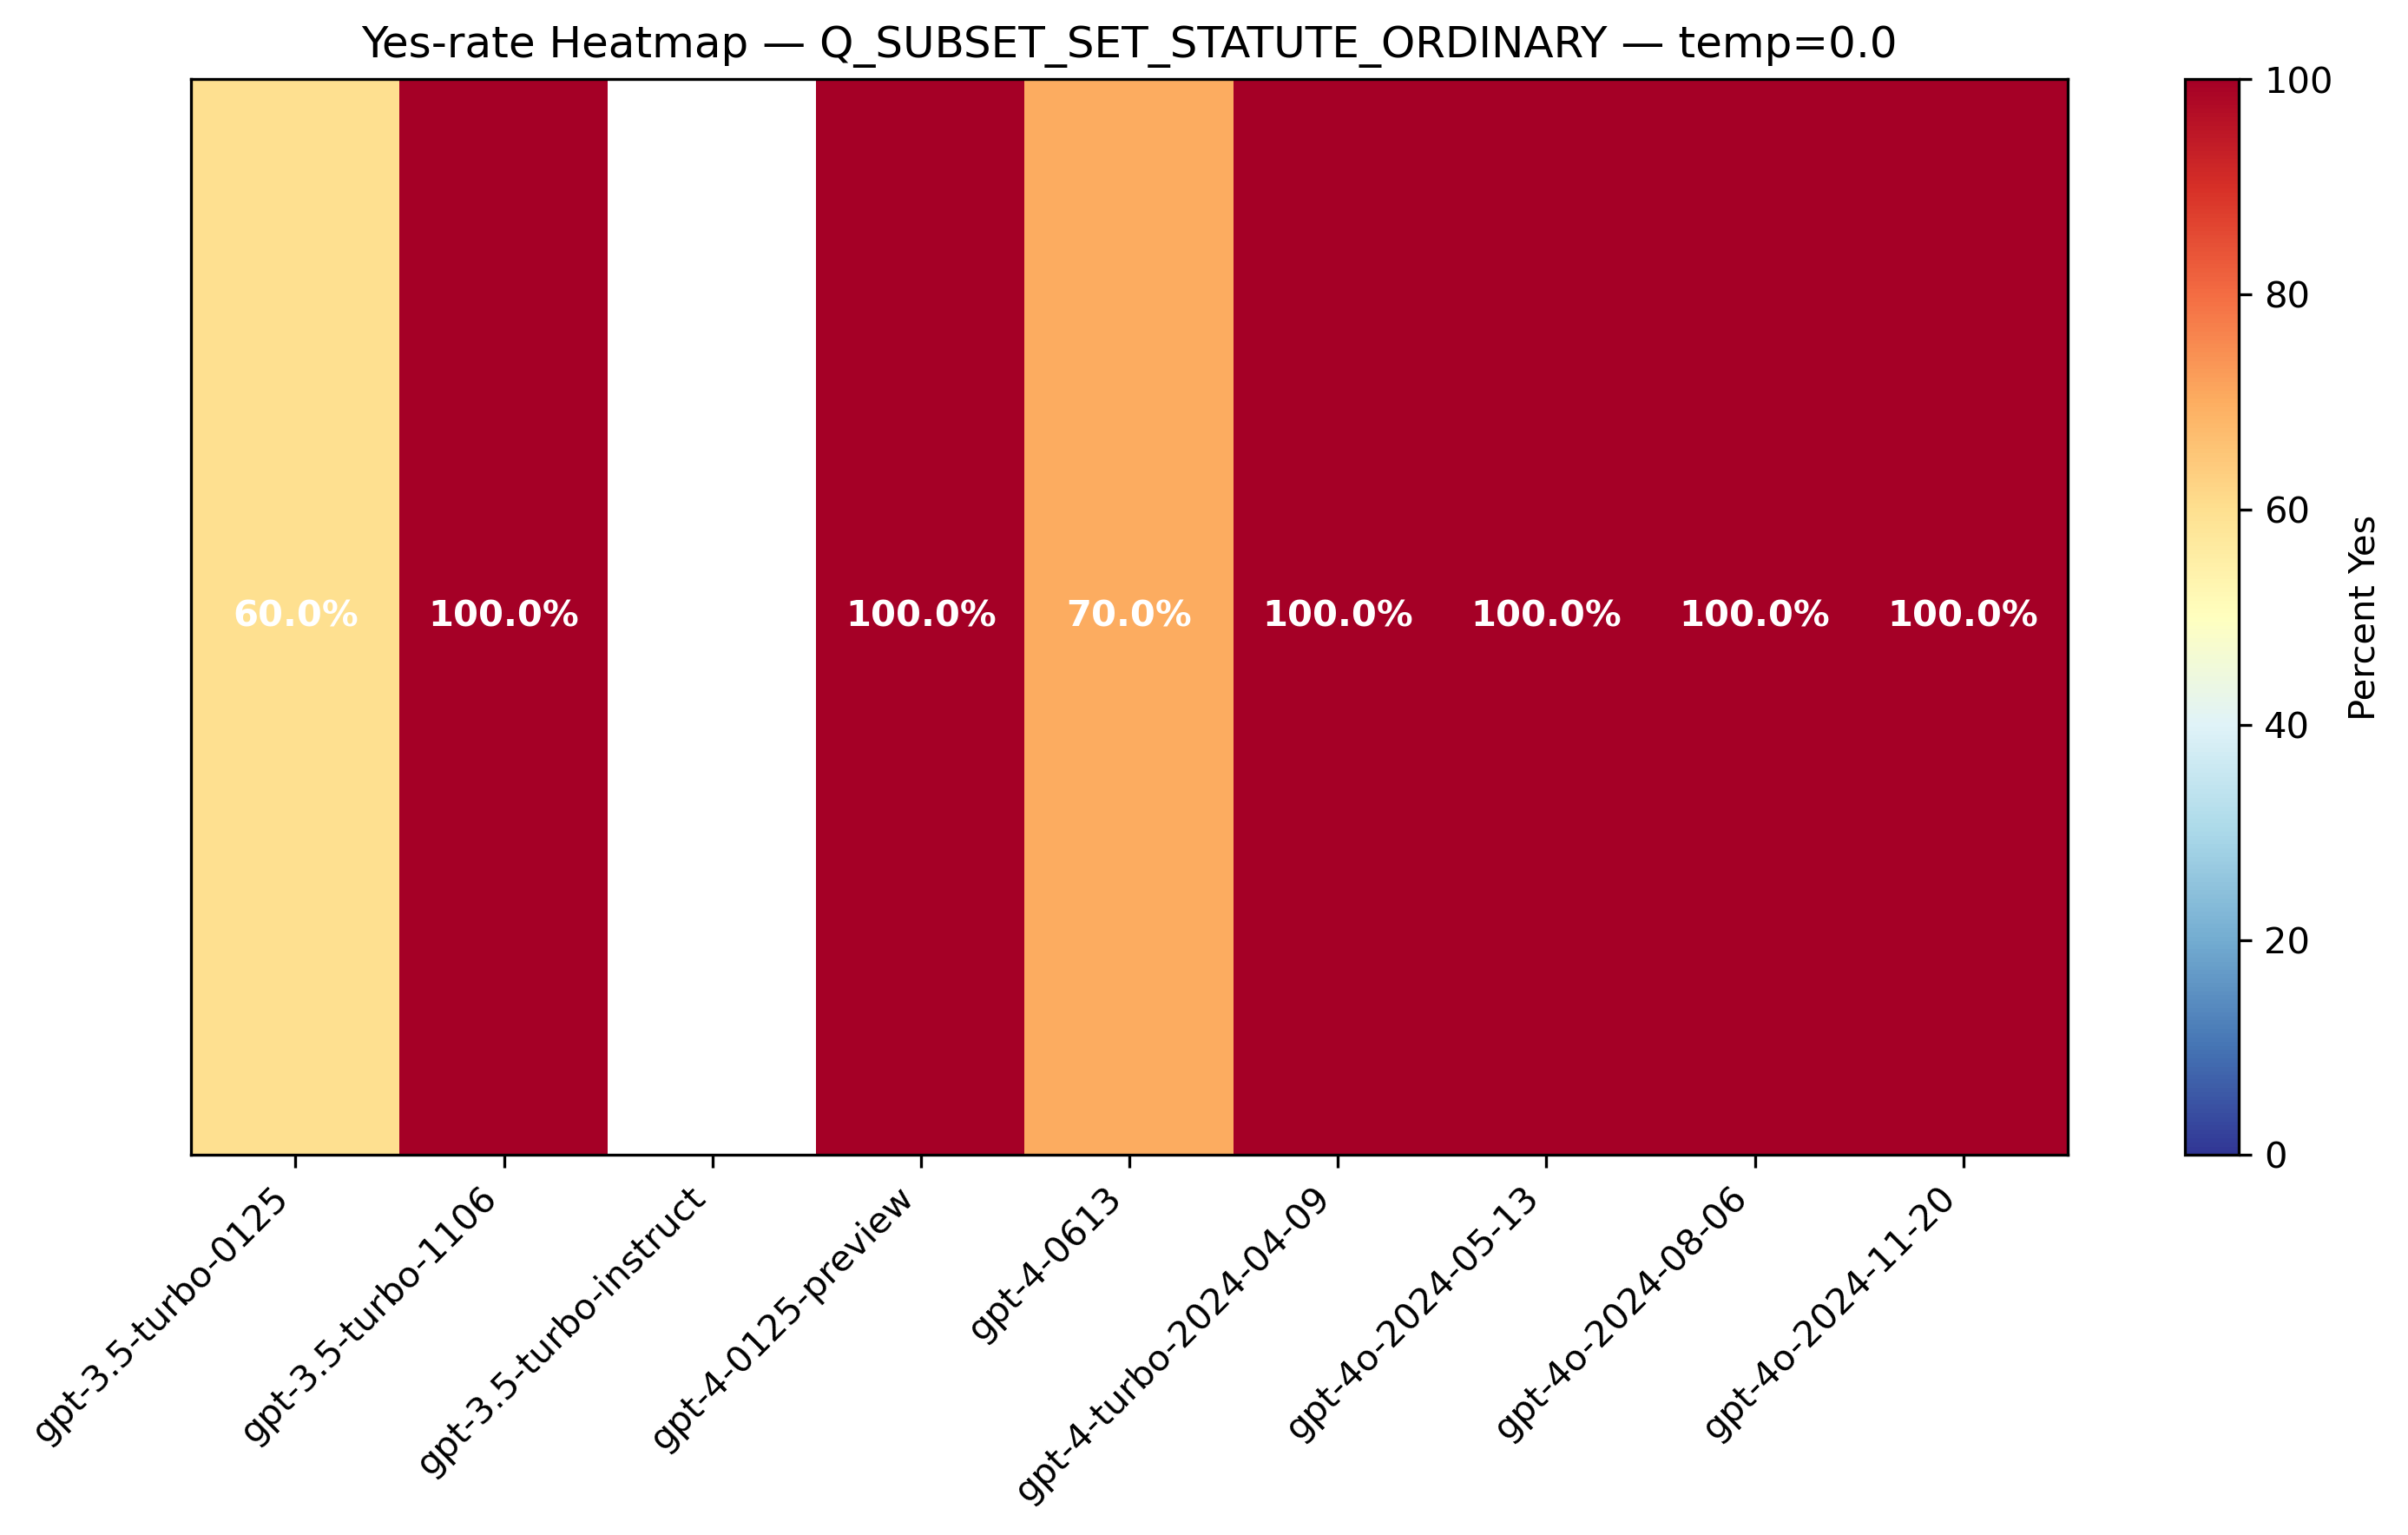 Yes-rate Heatmap — Q_SUBSET_SET_STATUTE_ORDINARY — temp=0.0
60.0%
100.0%
100.0%
70.0%
100.0%
100.0%
100.0%
100.0%
gpt-3.5-turbo-0125
gpt-3.5-turbo-1106
gpt-3.5-turbo-instruct
gpt-4-0125-preview
gpt-4-0613
gpt-4-turbo-2024-04-09
gpt-4o-2024-05-13
gpt-4o-2024-08-06
gpt-4o-2024-11-20
100
80
60
40
20
0
Percent Yes